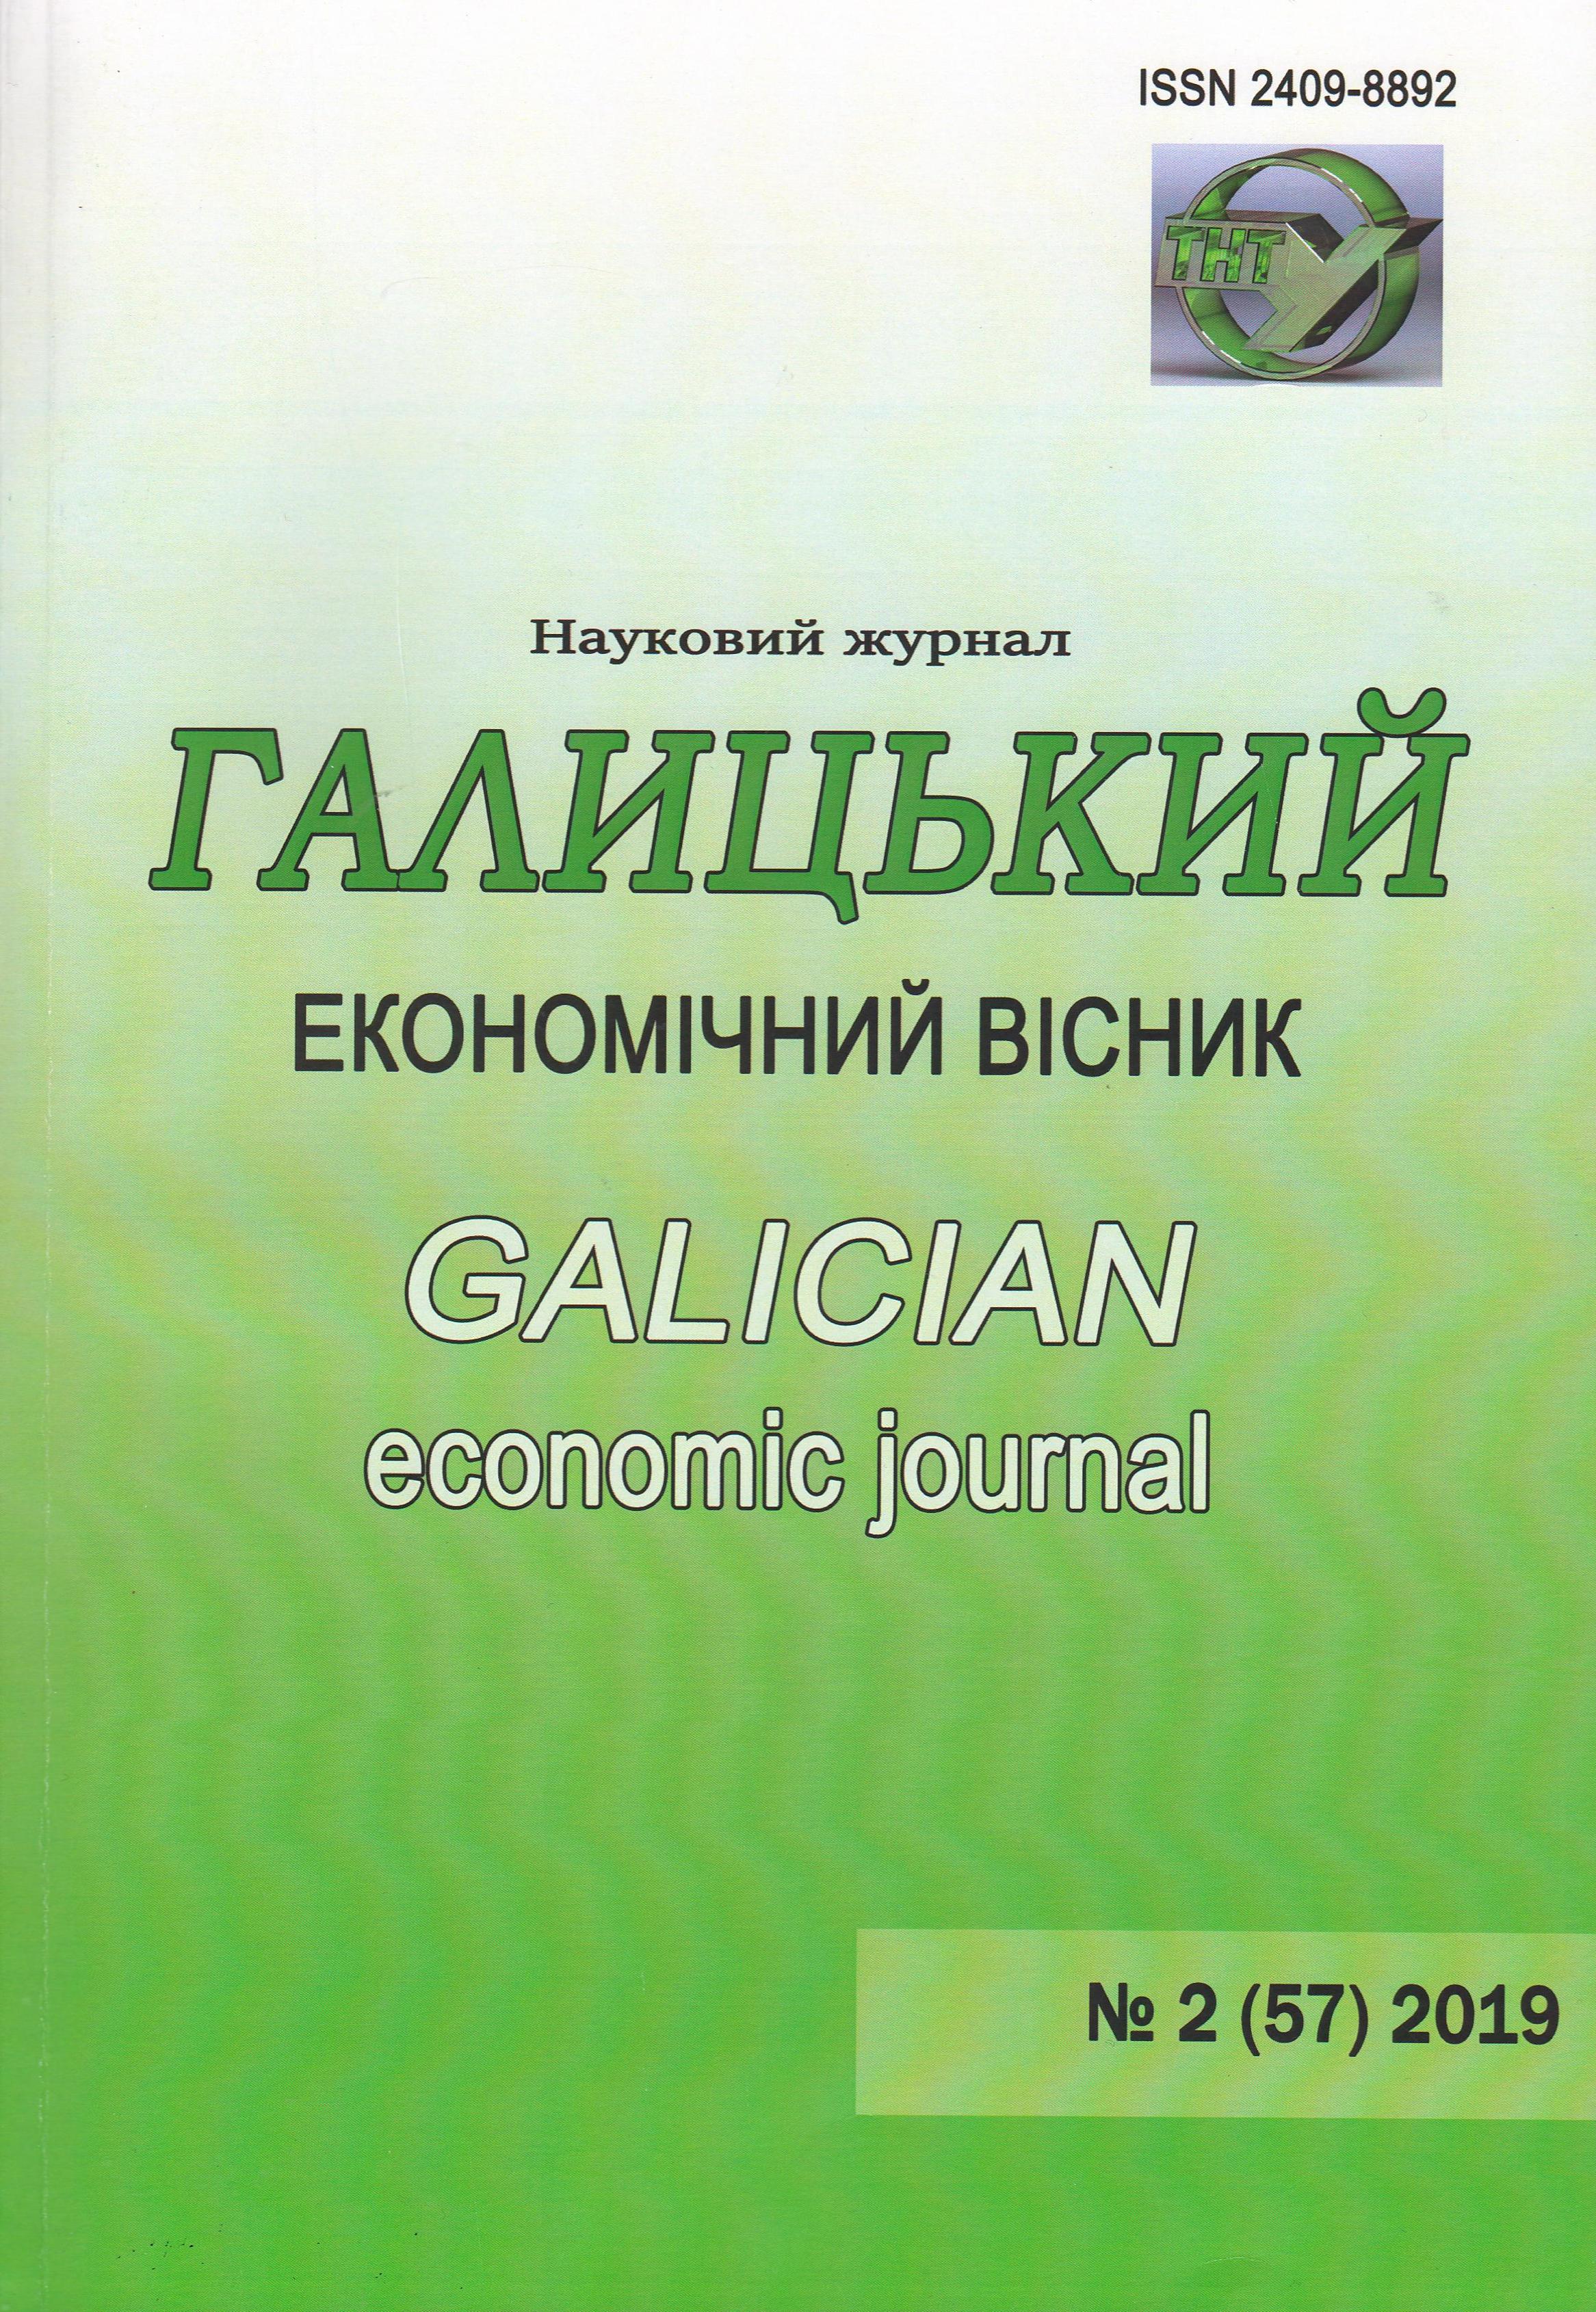 ISSN 2409-8892
ТНТУ
Науковий журнал
ГАЛИЦЬКИЙ
ЕКОНОМІЧНИЙ ВІСНИК
GALICIAN
economic journal
№ 2 (57) 2019